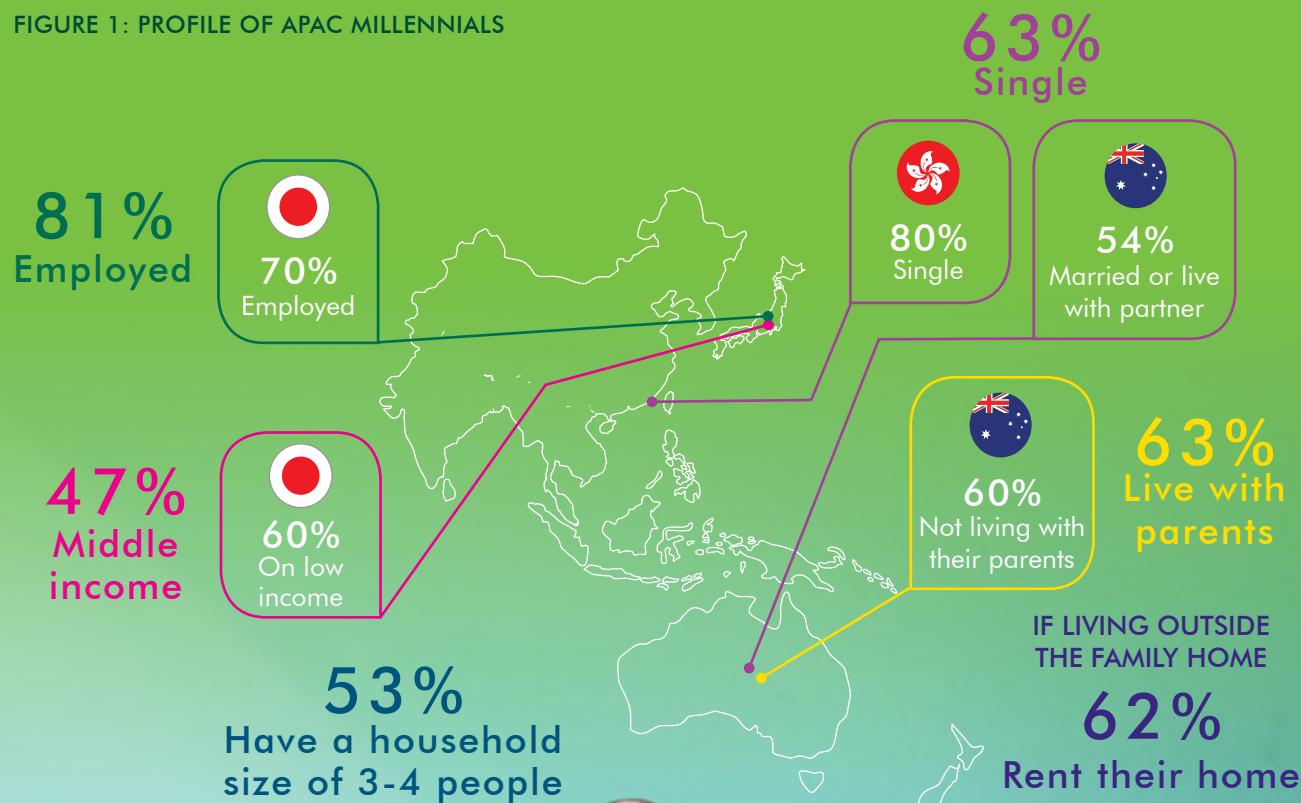 FIGURE 1: PROFILE OF APAC MILLENNIALS
63%
Single
80%
Single
54%
Married or live
with partner
81%
Employed
70%
Employed
47%
Middle
income
60%
On low
income
60%
Not living with
their parents
63%
Live with
parents
53%
Have a household
size of 3-4 people
IF LIVING OUTSIDE
THE FAMILY HOME
62%
Rent their home